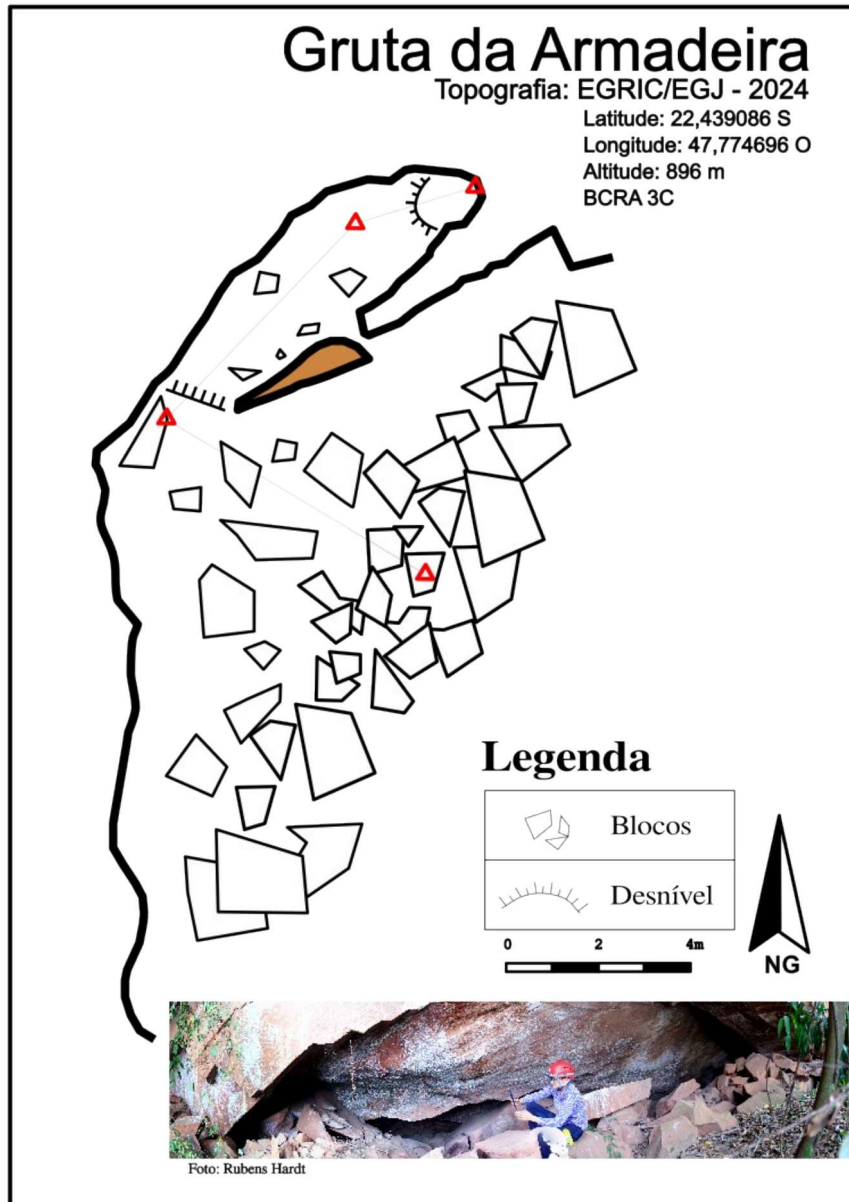 Gruta da Armadeira
Topografia: EGRIC/EGJ - 2024
Latitude: 22,439086 S
Longitude: 47,774696 O
Altitude: 896 m
BCRA 3C
Legenda
Blocos
Desnível
0 2 4m
NG
Foto: Rubens Hardt